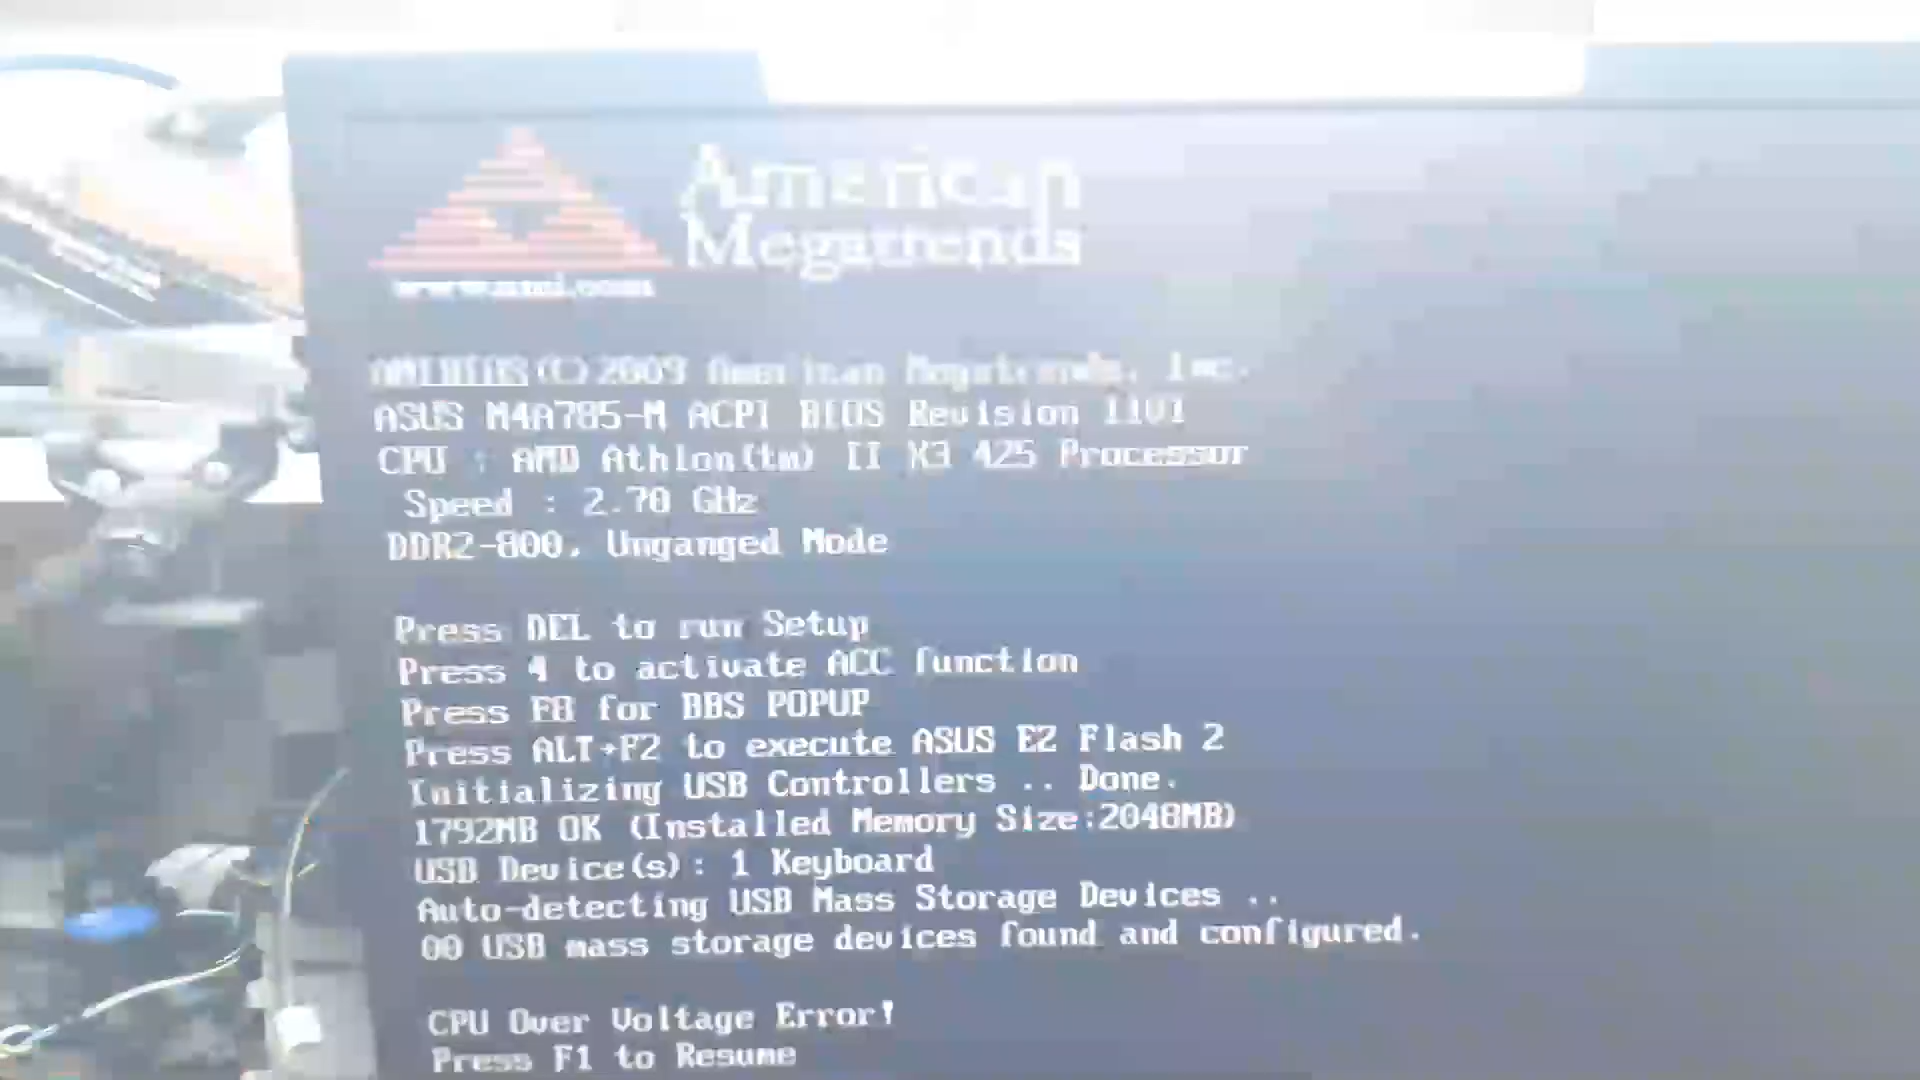 American
Megatrends
www.ami.com
AMIBIOS(C)2009 American Megatrends, Inc.
ASUS M4A785-M ACPI BIOS Revision 1101
CPU : AMD Athlon(tm) II X3 425 Processor
Speed : 2.70 GHz
DDR2-800, Unganged Mode
Press DEL to run Setup
Press 4 to activate ACC function
Press F8 for BBS POPUP
Press ALT+F2 to execute ASUS EZ Flash 2
Initializing USB Controllers .. Done.
1792MB OK (Installed Memory Size:2048MB)
USB Device(s): 1 Keyboard
Auto-detecting USB Mass Storage Devices ..
00 USB mass storage devices found and configured.
CPU Over Voltage Error!
Press F1 to Resume